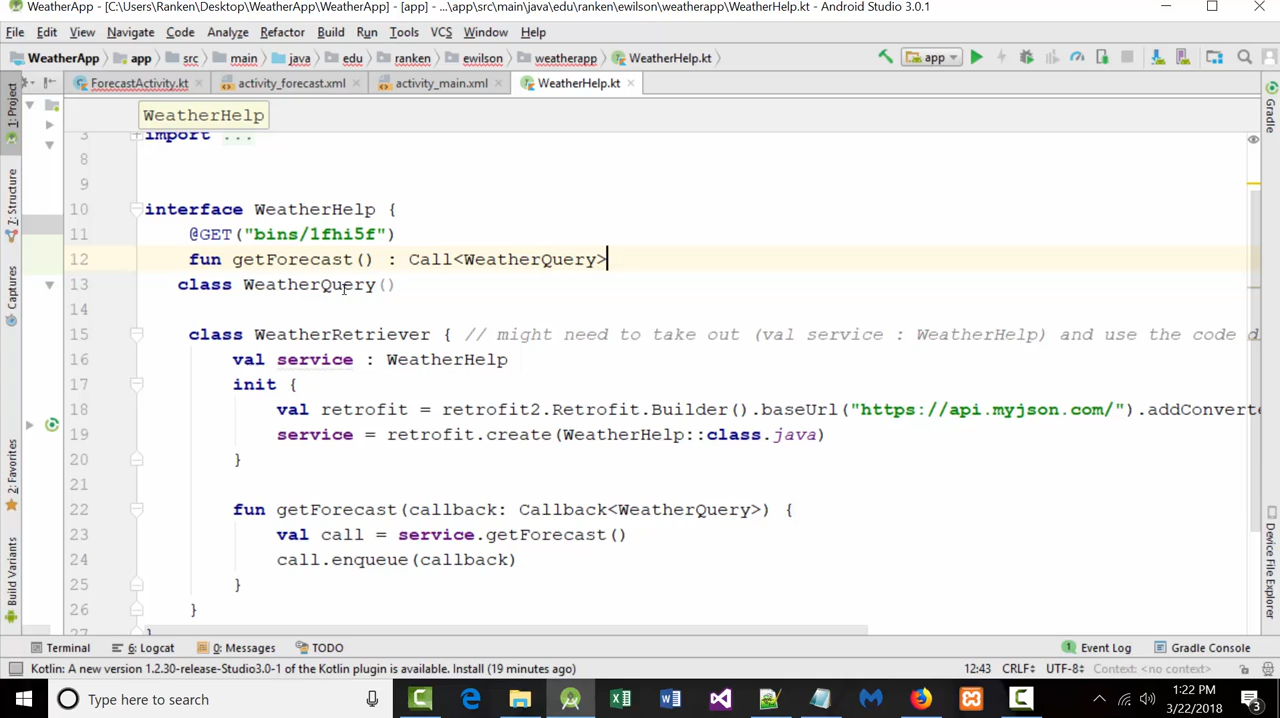 WeatherApp - [C:\Users\Ranken\Desktop\WeatherApp\WeatherApp] - [app] - ...\app\src\main\java\edu\ranken\ewilson\weatherapp\WeatherHelp.kt - Android Studio 3.0.1
File Edit View Navigate Code Analyze Refactor Build Run Tools VCS Window Help
WeatherApp app src main java edu ranken ewilson weatherapp WeatherHelp.kt app
ForecastActivity.kt activity_forecast.xml activity_main.xml WeatherHelp.kt
WeatherHelp
3 import ...
8
9
10 interface WeatherHelp {
11 @GET("bins/1fhi5f")
12 fun getForecast() : Call<WeatherQuery>
13 class WeatherQuery()
14
15 class WeatherRetriever { // might need to take out (val service : WeatherHelp) and use the code d
16 val service : WeatherHelp
17 init {
18 val retrofit = retrofit2.Retrofit.Builder().baseUrl("https://api.myjson.com/").addConverte
19 service = retrofit.create(WeatherHelp::class.java)
20 }
21
22 fun getForecast(callback: Callback<WeatherQuery>) {
23 val call = service.getForecast()
24 call.enqueue(callback)
25 }
26 }
27 }
1: Project
7: Structure
Captures
2: Favorites
Build Variants
Gradle
Device File Explorer
Terminal 6: Logcat 0: Messages TODO Event Log Gradle Console
Kotlin: A new version 1.2.30-release-Studio3.0-1 of the Kotlin plugin is available. Install (19 minutes ago) 12:43 CRLF UTF-8 Context: <no context>
Type here to search
1:22 PM
3/22/2018
3